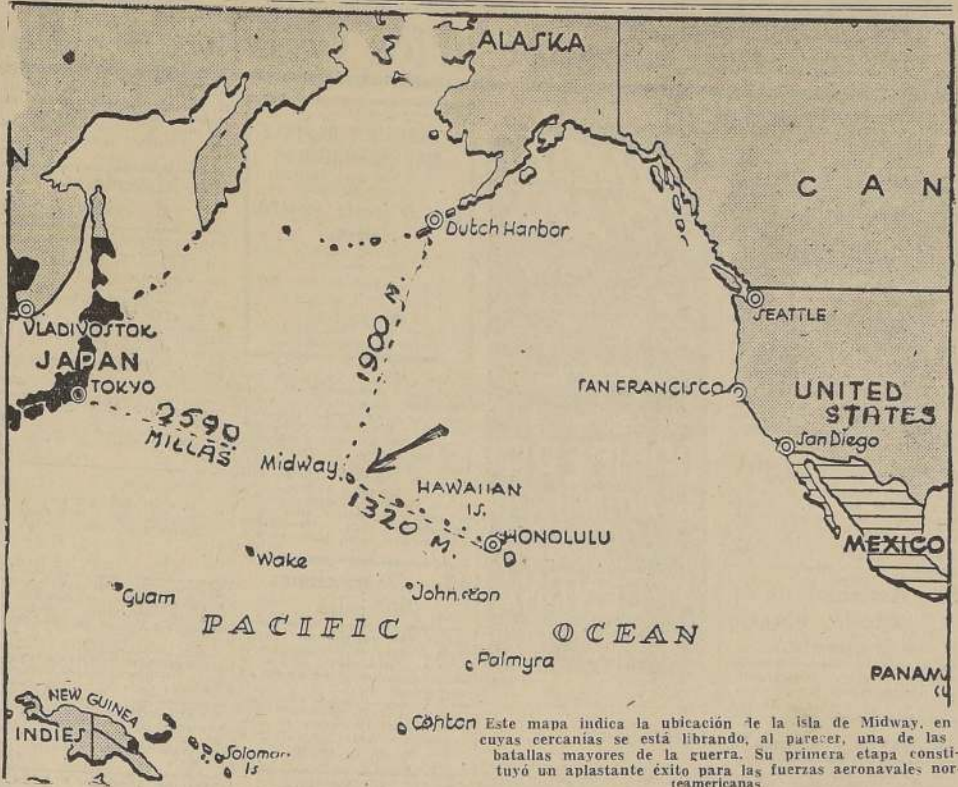 ALASKA
C A N
N
Dutch Harbor
VLADIVOSTOK
SEATTLE
JAPAN
TOKYO
1900 M.
SAN FRANCISCO
UNITED
STATES
2590
MILLAS
San Diego
Midway
HAWAIIAN
IS.
1320 M.
HONOLULU
MEXICO
Wake
Guam
Johnston
PACIFIC OCEAN
Palmyra
PANAM
NEW GUINEA
INDIES
Solomon
Is
Canton
Este mapa indica la ubicación de la isla de Midway, en
cuyas cercanías se está librando, al parecer, una de las
batallas mayores de la guerra. Su primera etapa consti-
tuyó un aplastante éxito para las fuerzas aeronavales nor-
teamericanas